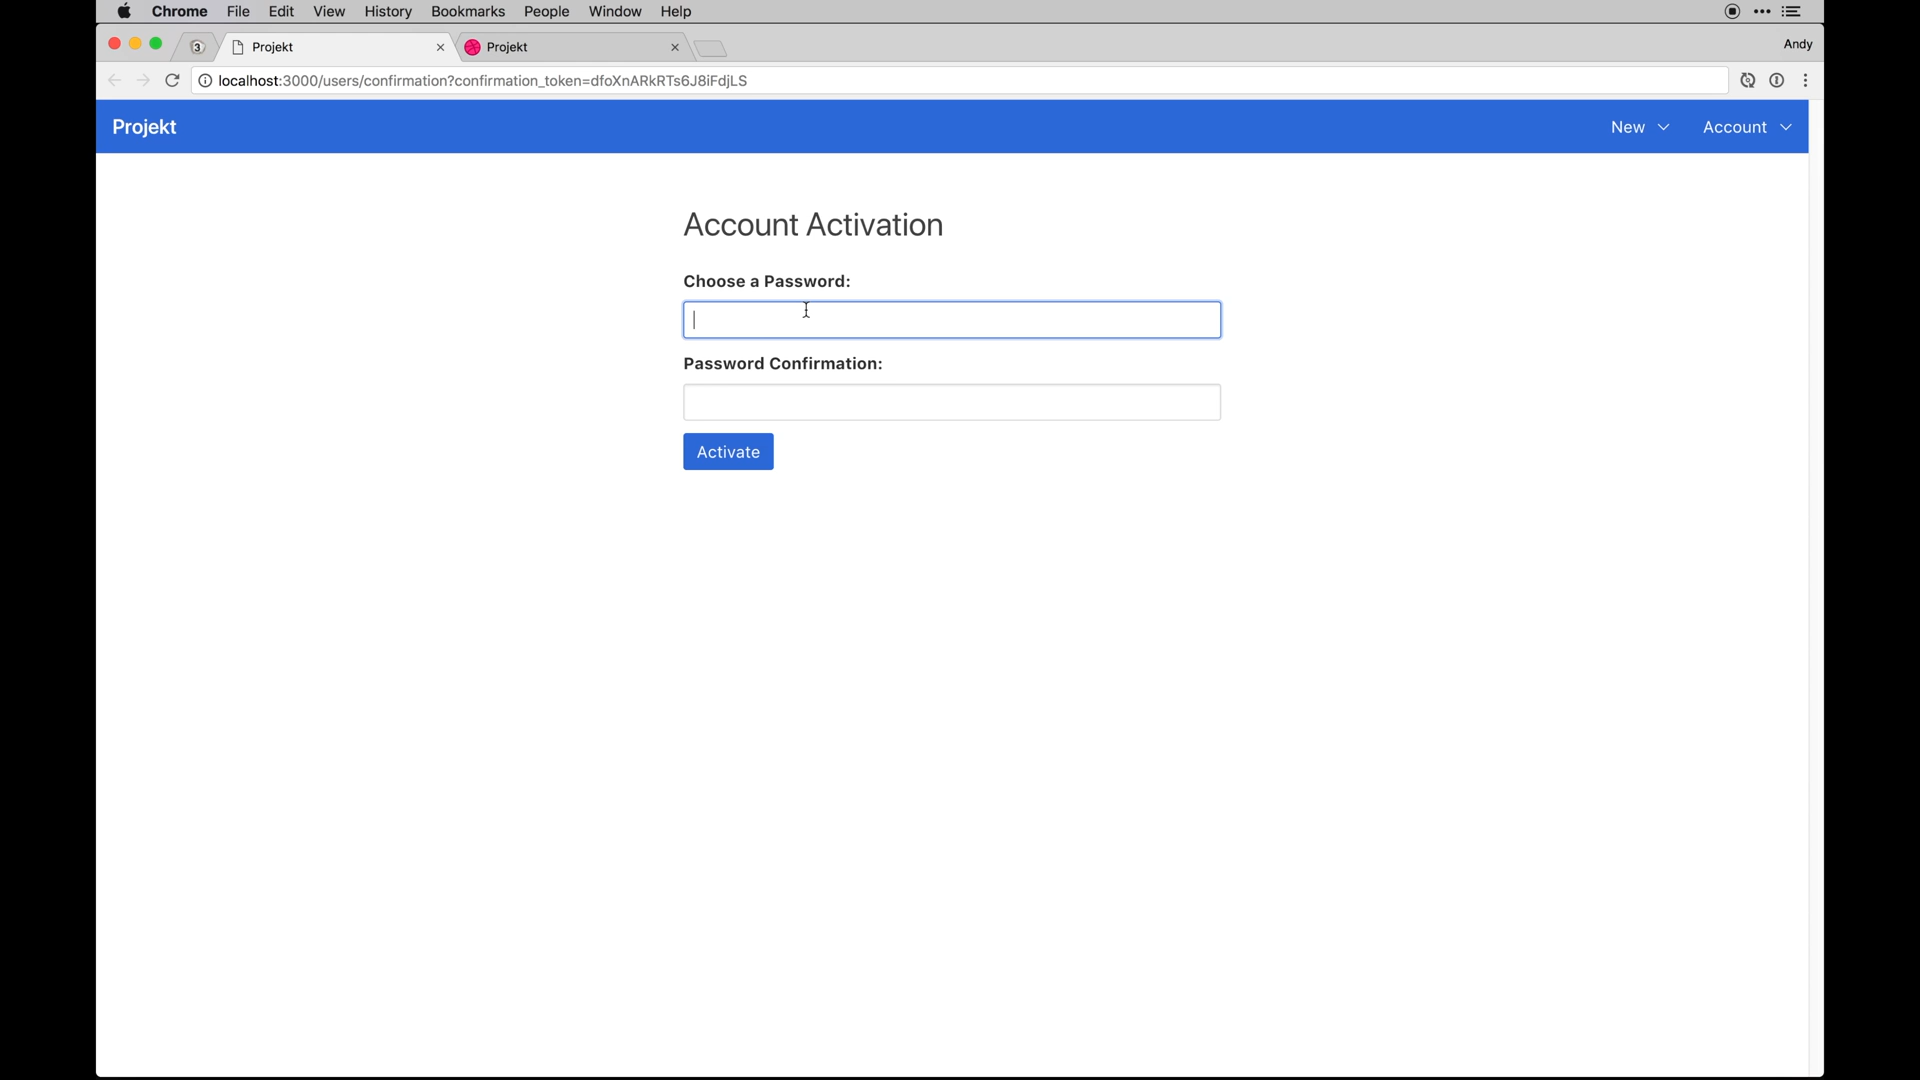 Chrome File Edit View History Bookmarks People Window Help
3 Projekt Projekt Andy
localhost:3000/users/confirmation?confirmation_token=dfoXnARkRTs6J8iFdjLS
Projekt New Account
Account Activation
Choose a Password:
Password Confirmation:
Activate